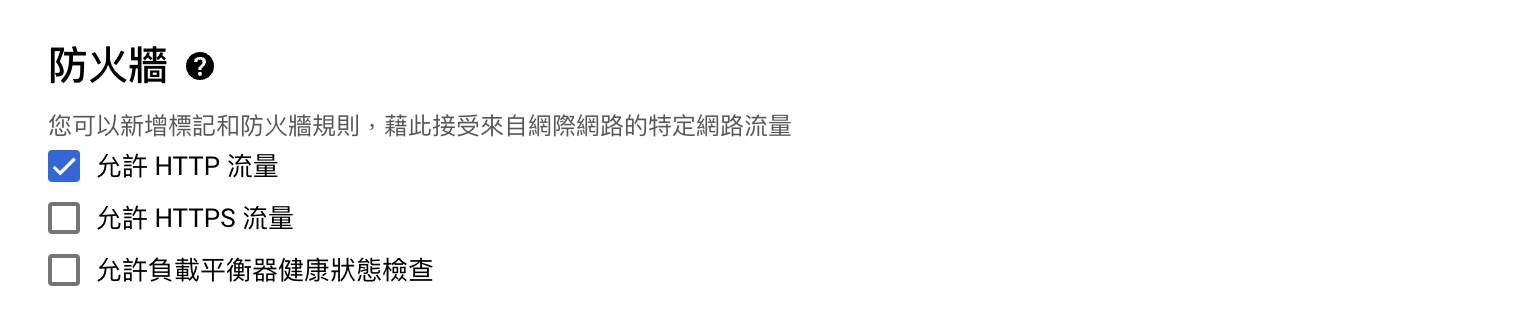 防火牆 ?
您可以新增標記和防火牆規則，藉此接受來自網際網路的特定網路流量
允許 HTTP 流量
允許 HTTPS 流量
允許負載平衡器健康狀態檢查